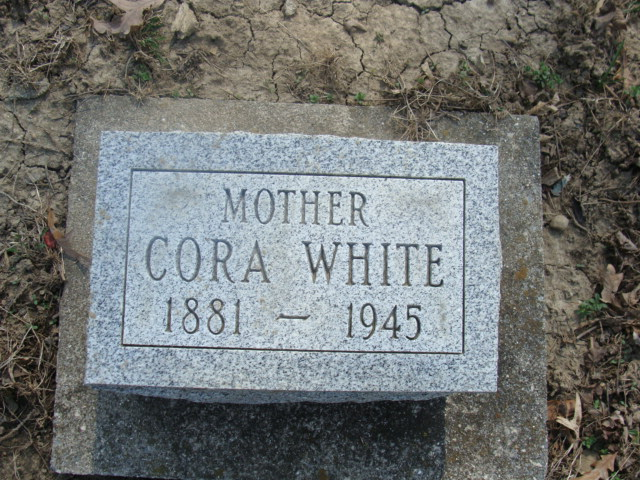 MOTHER
CORA WHITE
1881 – 1945